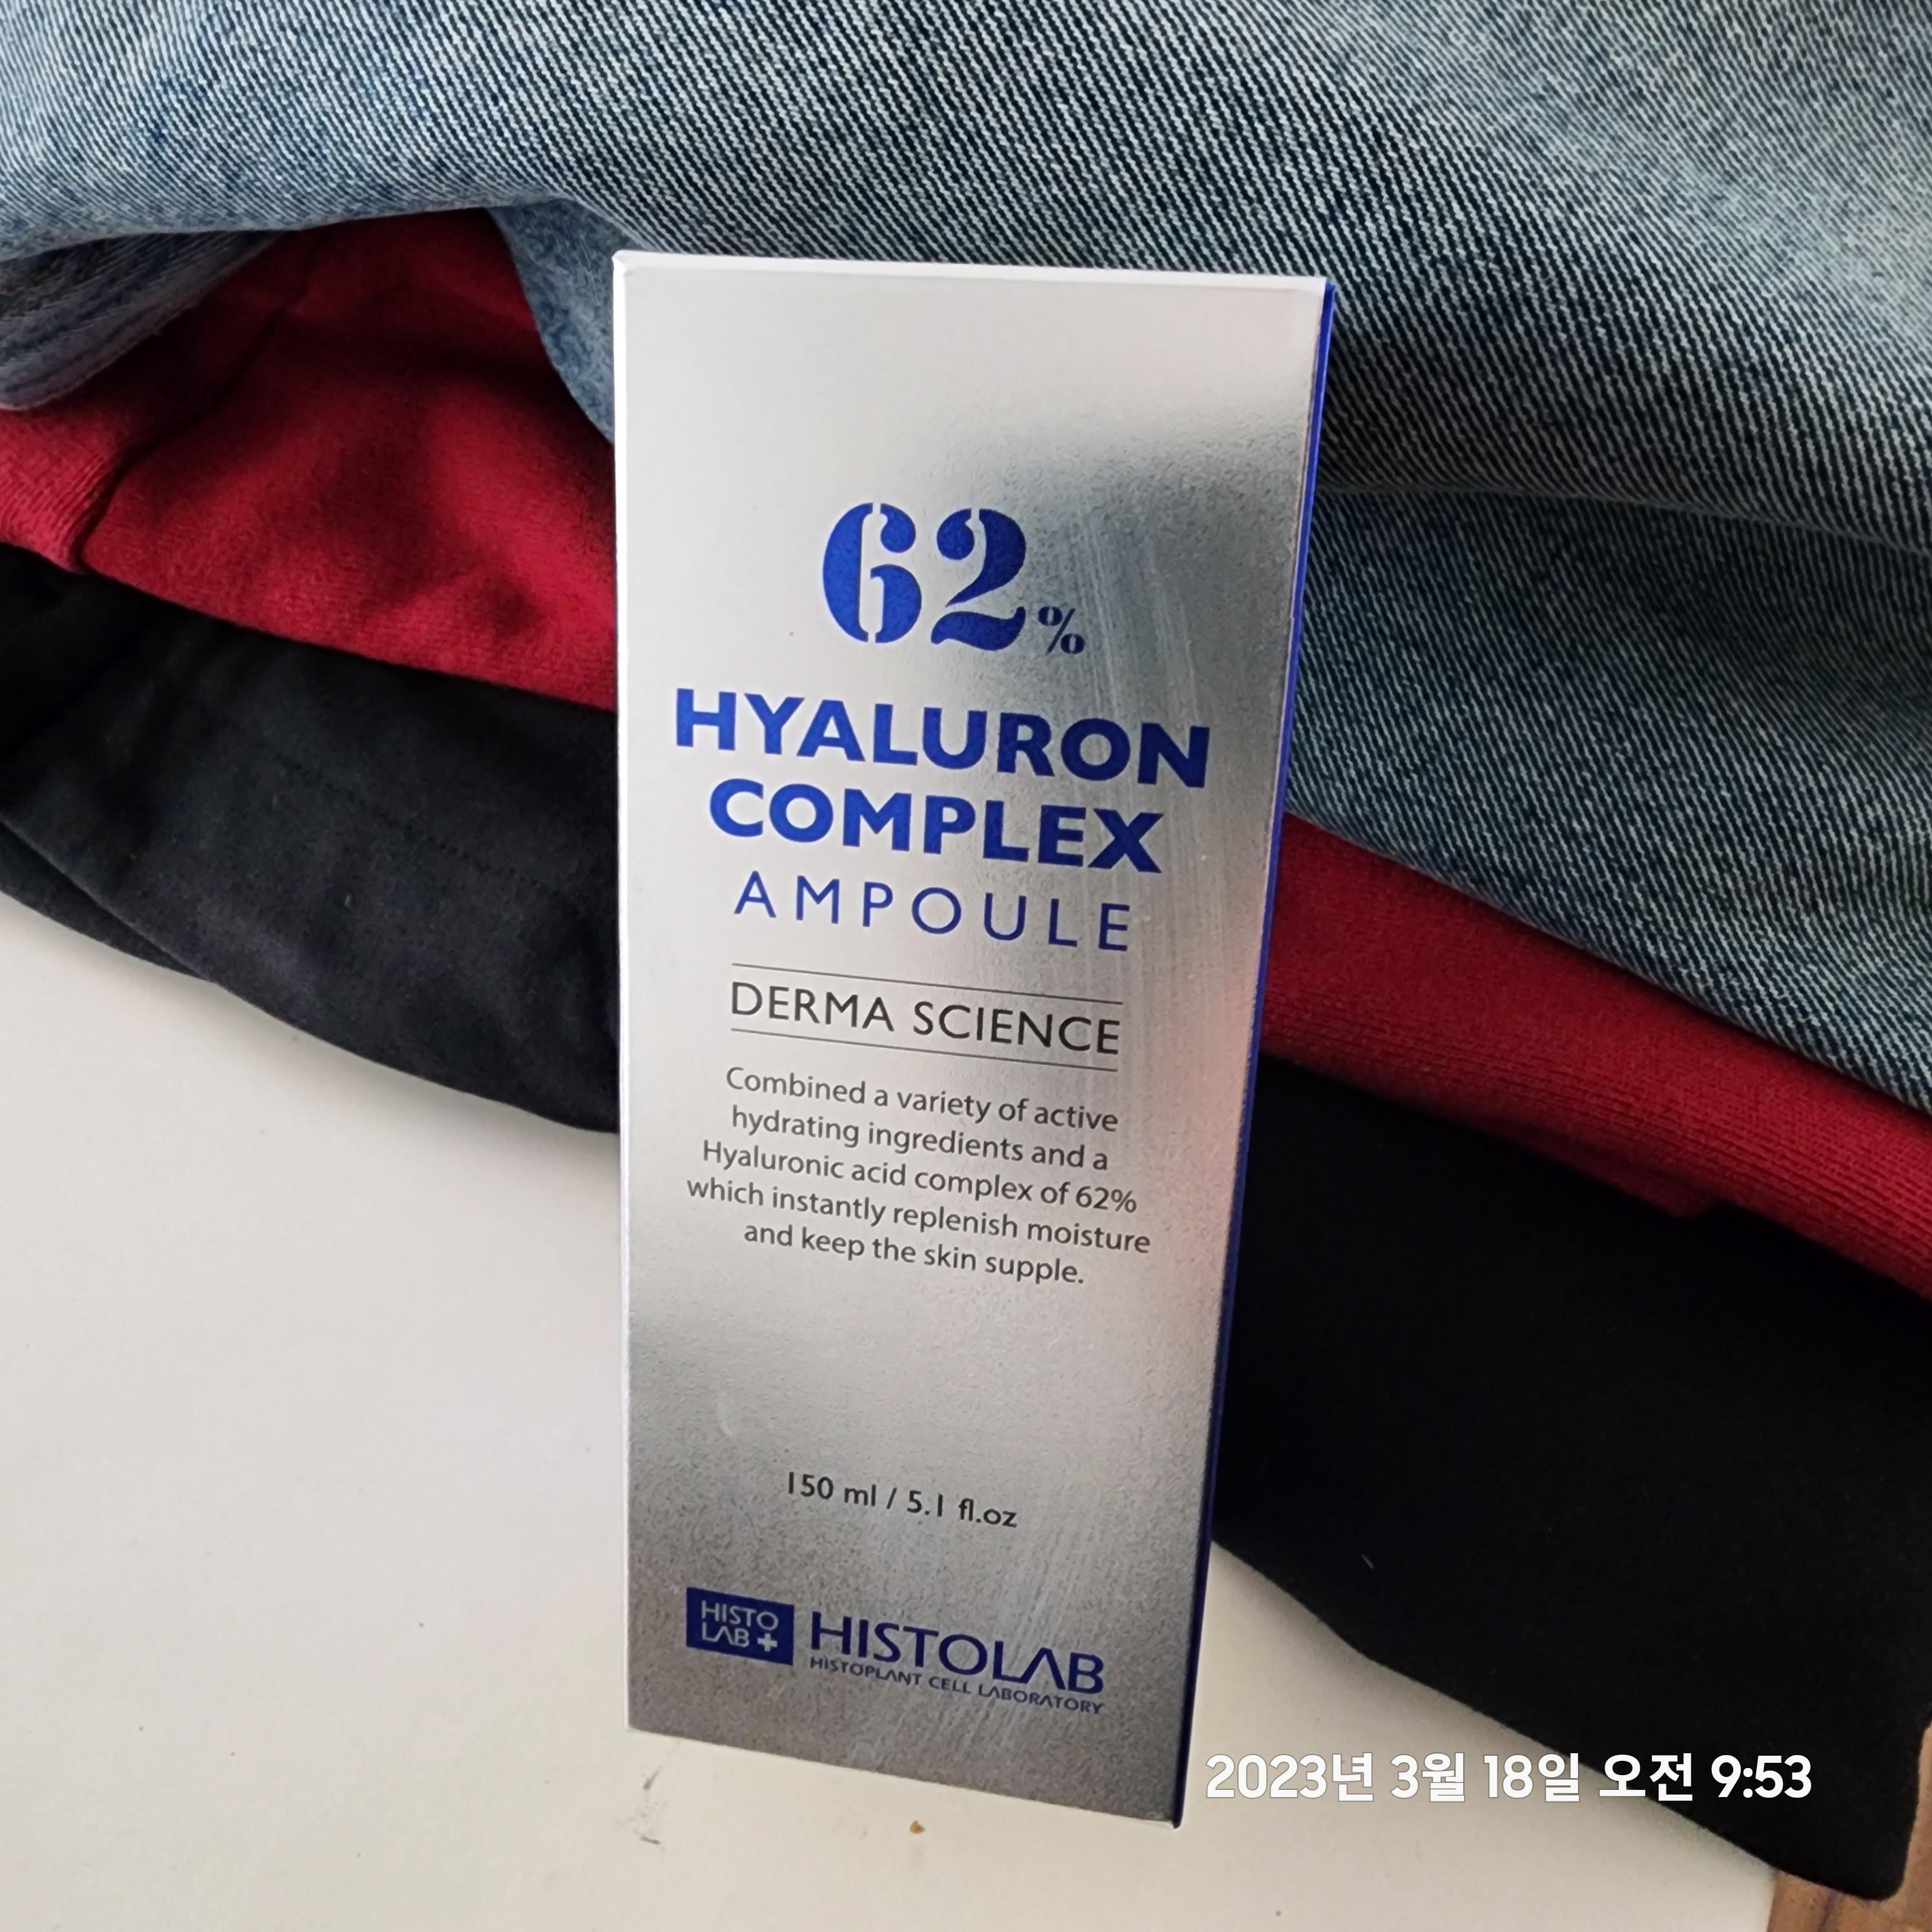 62%
HYALURON
COMPLEX
AMPOULE
DERMA SCIENCE
Combined a variety of active
hydrating ingredients and a
Hyaluronic acid complex of 62%
which instantly replenish moisture
and keep the skin supple.
150 ml / 5.1 fl.oz
HISTO
LAB+
HISTOLAB
HISTOPLANT CELL LABORATORY
2023년 3월 18일 오전 9:53